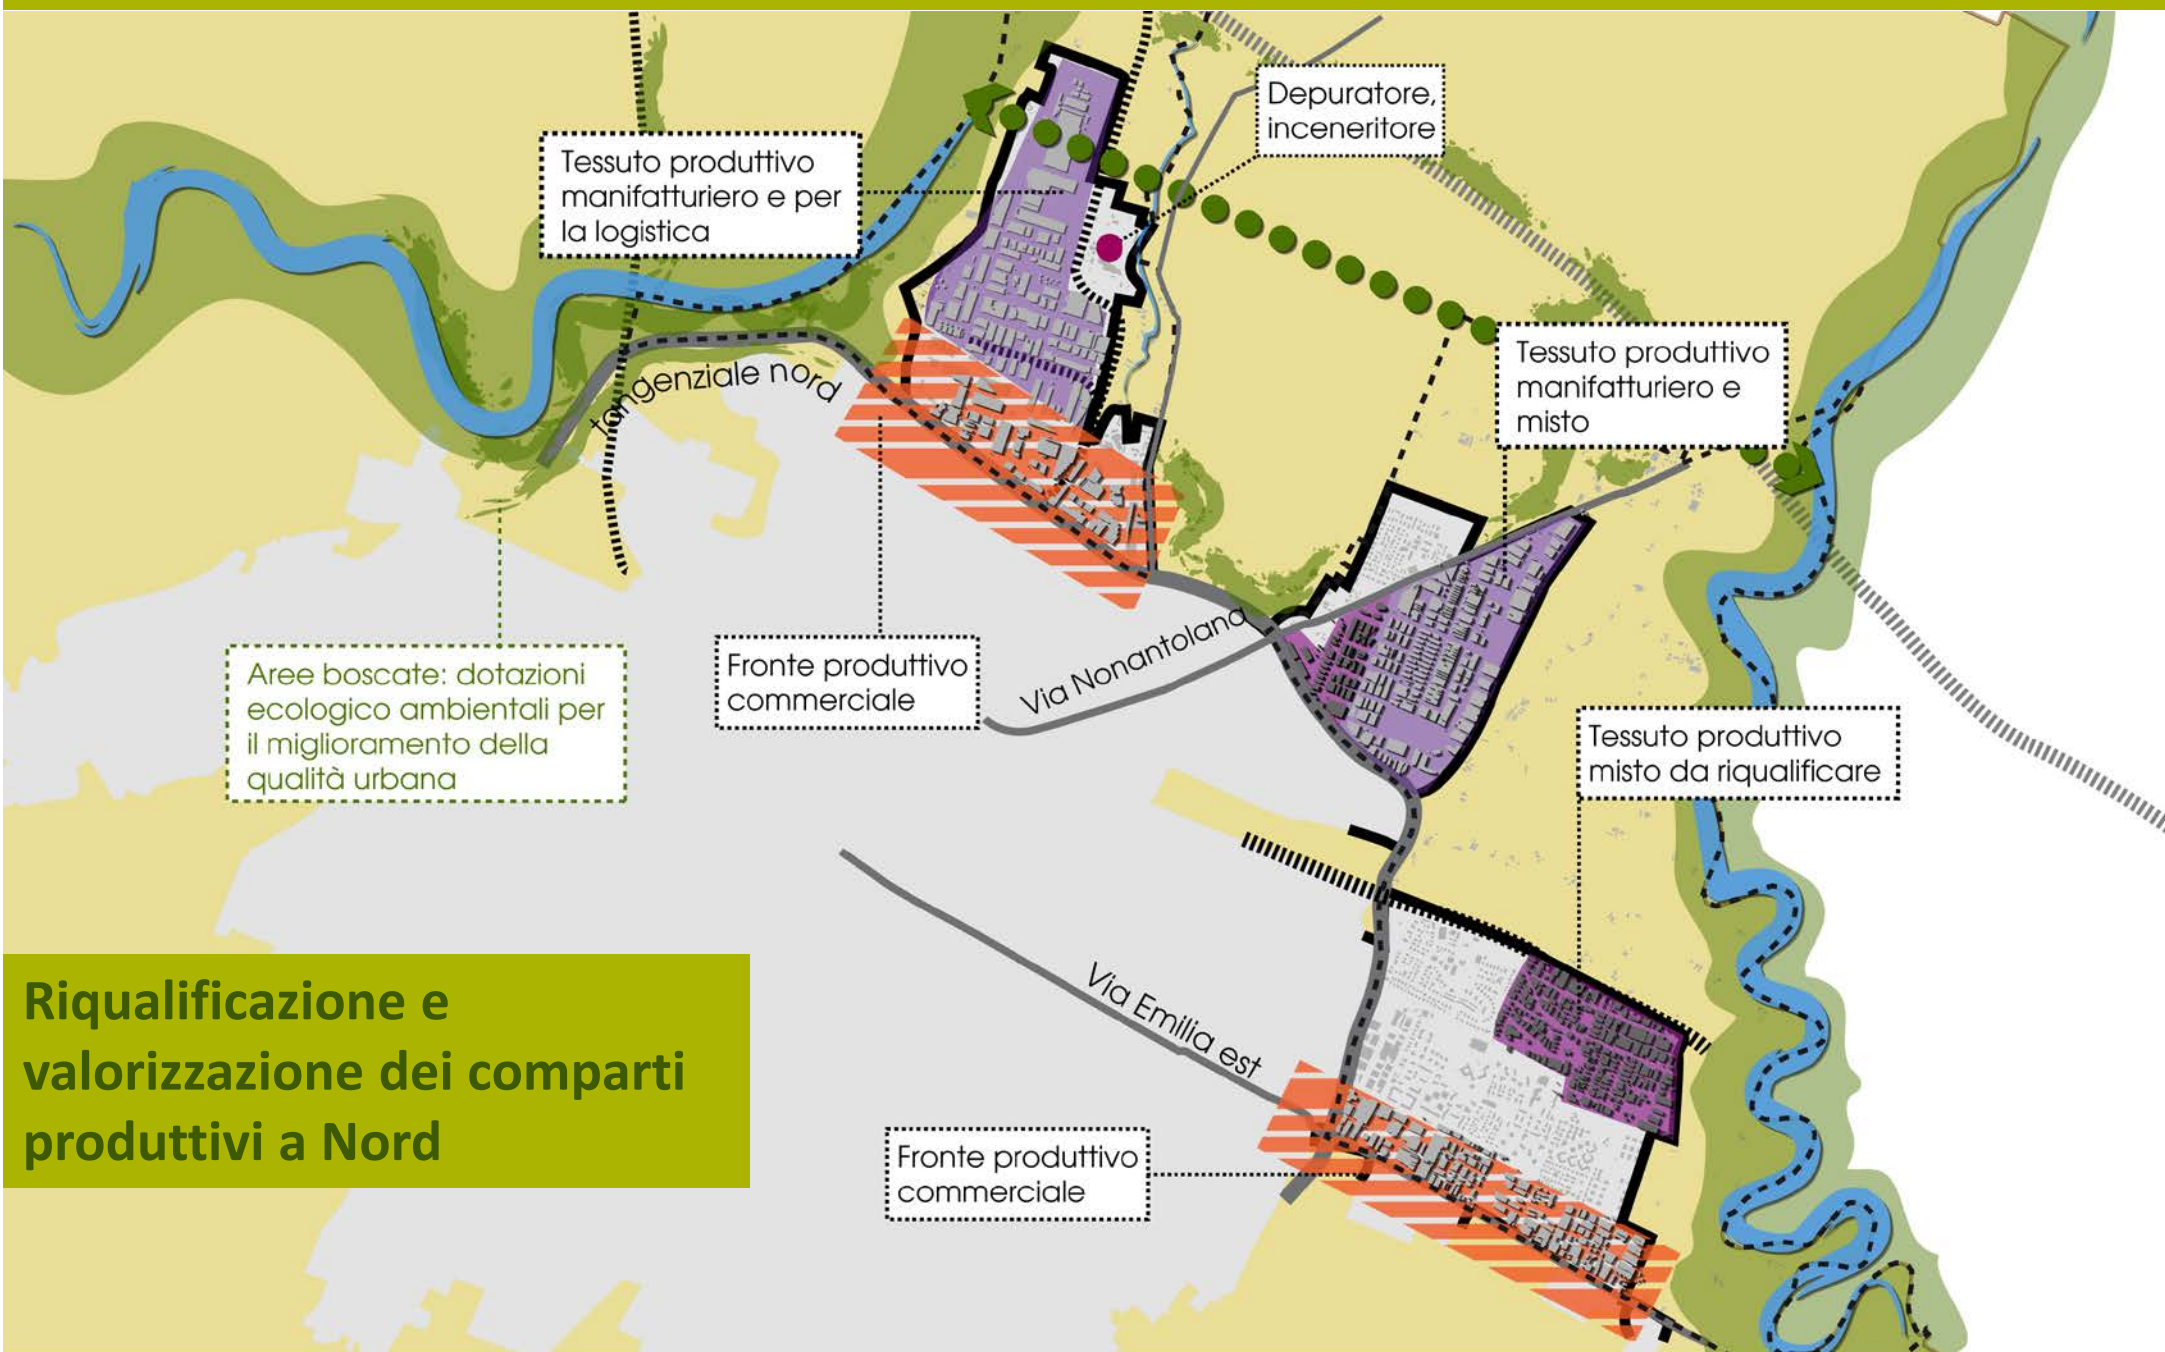 Depuratore,
inceneritore
Tessuto produttivo
manifatturiero e per
la logistica
Tessuto produttivo
manifatturiero e
misto
tangenziale nord
Fronte produttivo
commerciale
Via Nonantolana
Aree boscate: dotazioni
ecologico ambientali per
il miglioramento della
qualità urbana
Tessuto produttivo
misto da riqualificare
Via Emilia est
Riqualificazione e
valorizzazione dei comparti
produttivi a Nord
Fronte produttivo
commerciale